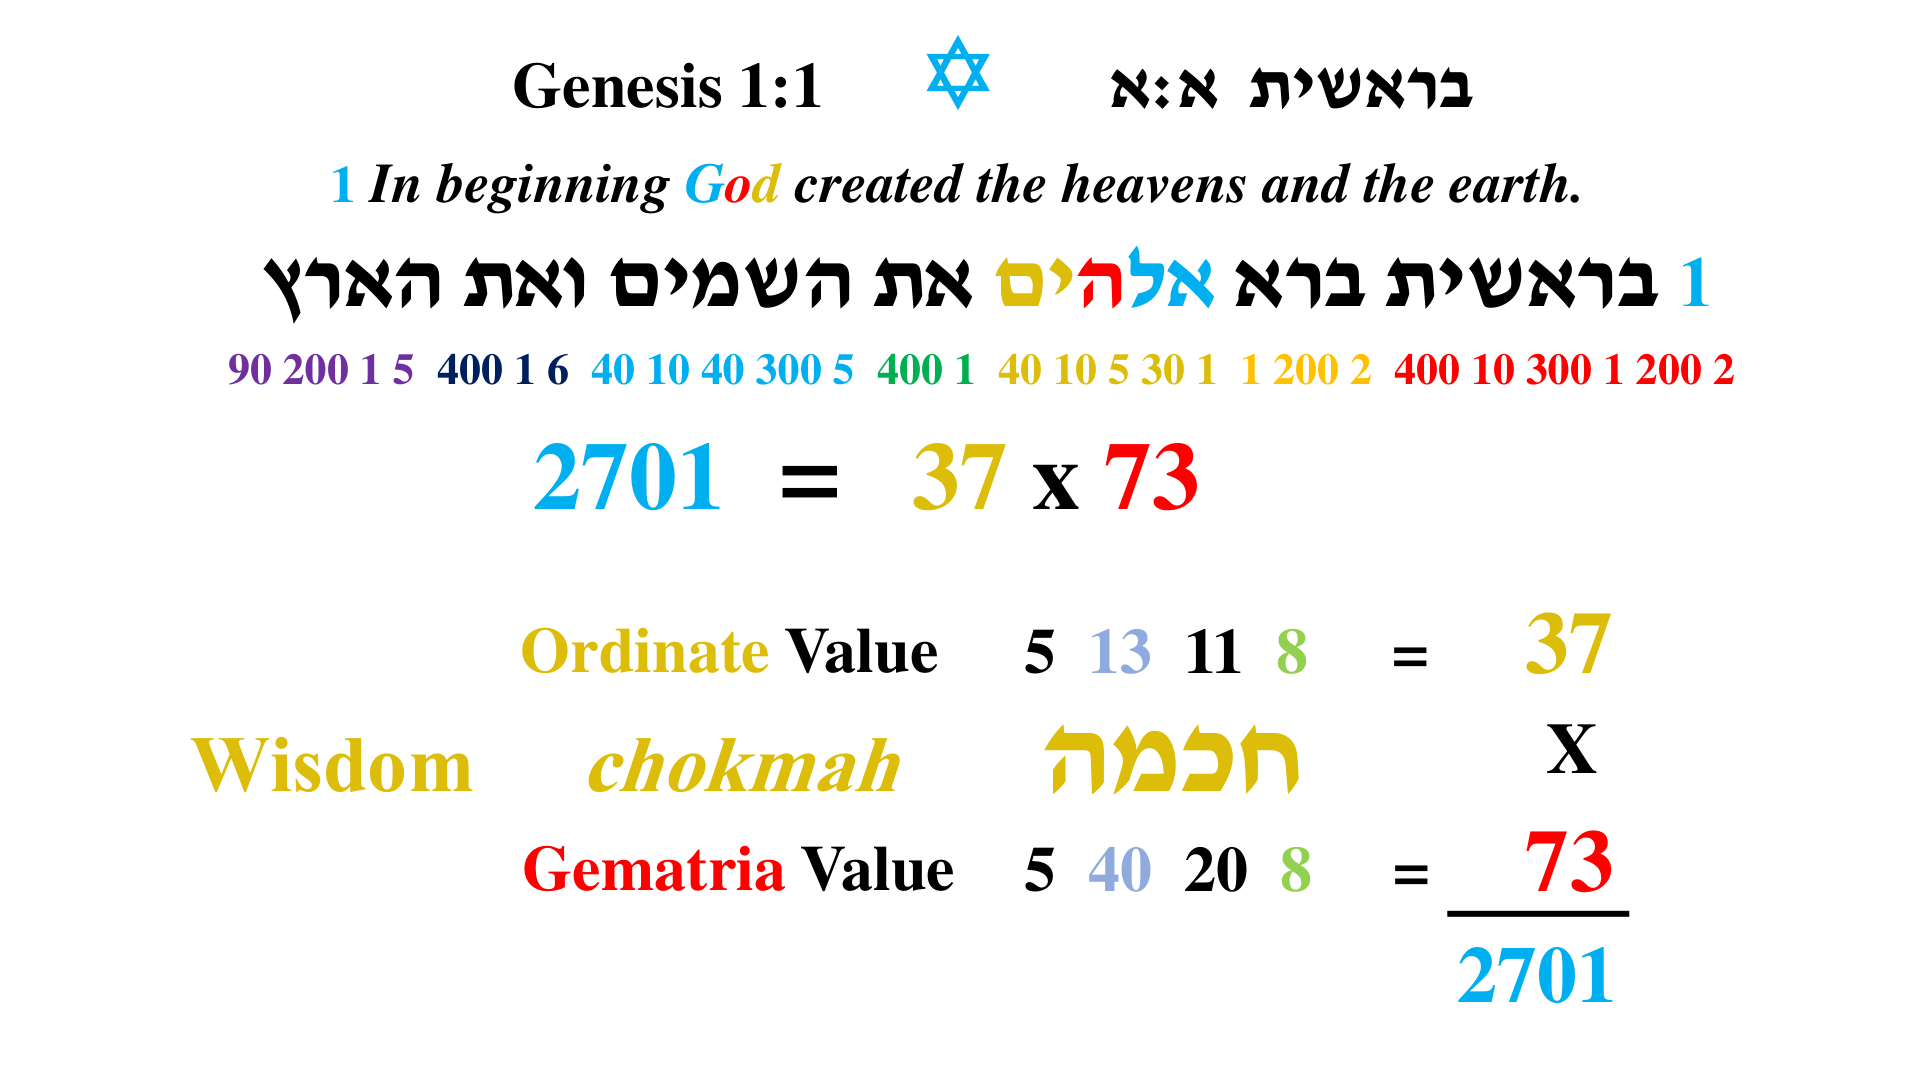 Genesis 1:1 ✡ בראשית א:א
1 In beginning God created the heavens and the earth.
1 בראשית ברא אלהים את השמים ואת הארץ
90 200 1 5 400 1 6 40 10 40 300 5 400 1 40 10 5 30 1 1 200 2 400 10 300 1 200 2
2701 = 37 x 73
Ordinate Value 5 13 11 8 = 37
Wisdom chokmah חכמה X
Gematria Value 5 40 20 8 = 73
2701